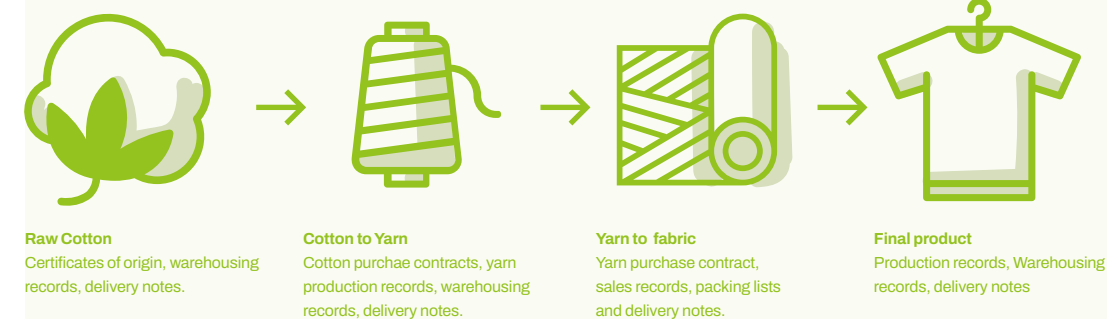 Raw Cotton
Certificates of origin, warehousing
records, delivery notes.
Cotton to Yarn
Cotton purchae contracts, yarn
production records, warehousing
records, delivery notes.
Yarn to fabric
Yarn purchase contract,
sales records, packing lists
and delivery notes.
Final product
Production records, Warehousing
records, delivery notes